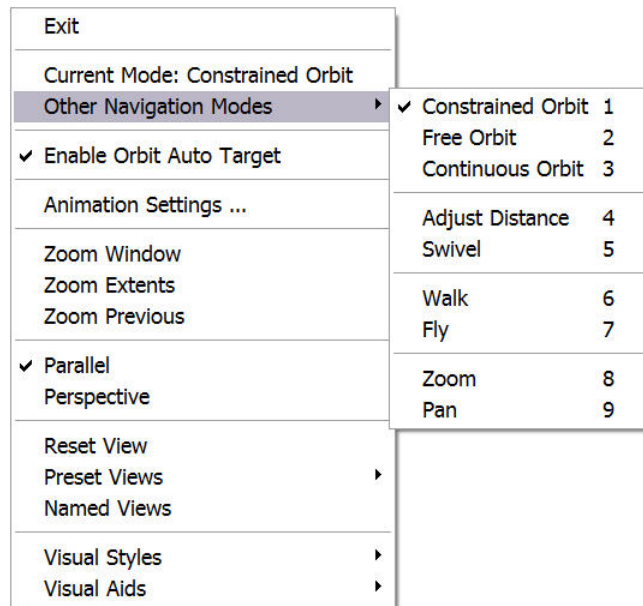 Exit
Current Mode: Constrained Orbit
Other Navigation Modes
Enable Orbit Auto Target
Animation Settings ...
Zoom Window
Zoom Extents
Zoom Previous
Parallel
Perspective
Reset View
Preset Views
Named Views
Visual Styles
Visual Aids
Constrained Orbit 1
Free Orbit 2
Continuous Orbit 3
Adjust Distance 4
Swivel 5
Walk 6
Fly 7
Zoom 8
Pan 9